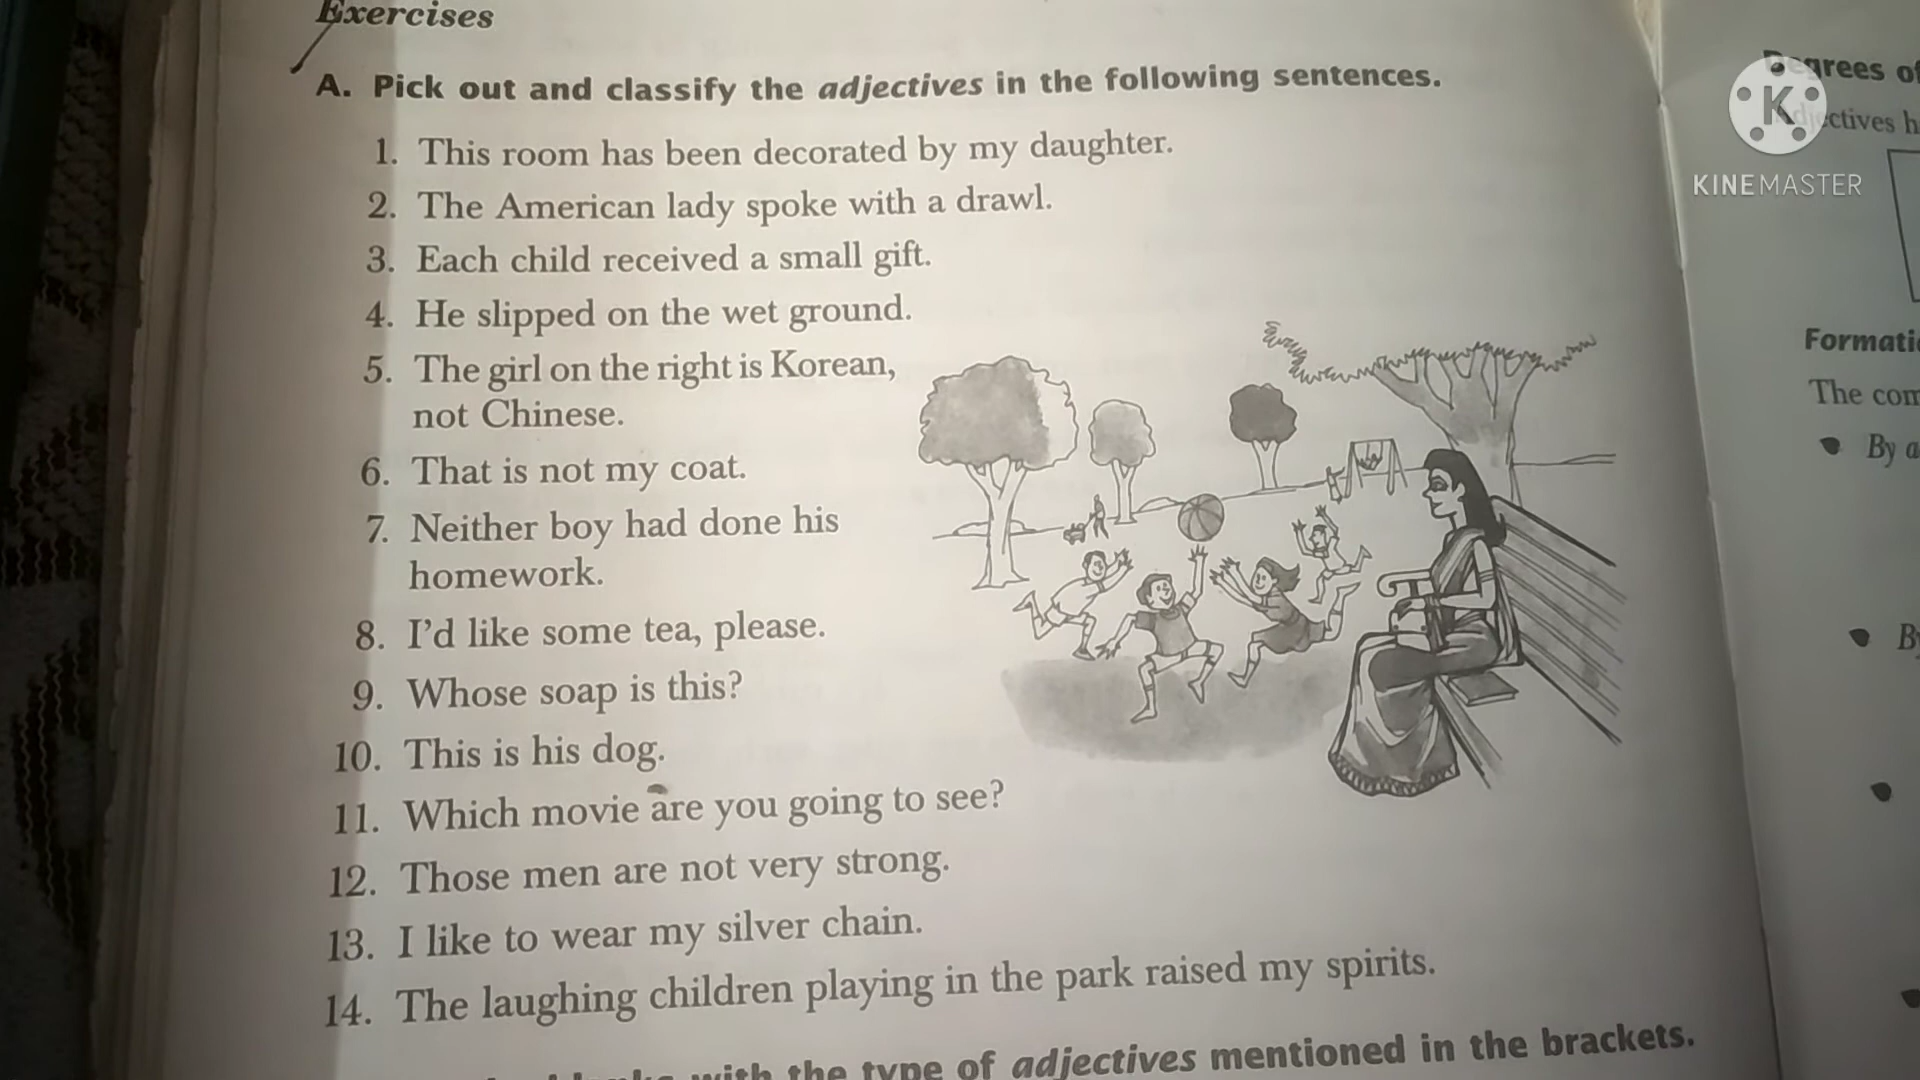 Exercises
A. Pick out and classify the adjectives in the following sentences.
1. This room has been decorated by my daughter.
2. The American lady spoke with a drawl.
3. Each child received a small gift.
4. He slipped on the wet ground.
5. The girl on the right is Korean,
not Chinese.
6. That is not my coat.
7. Neither boy had done his
homework.
8. I'd like some tea, please.
9. Whose soap is this?
10. This is his dog.
11. Which movie are you going to see?
12. Those men are not very strong.
13. I like to wear my silver chain.
14. The laughing children playing in the park raised my spirits.
with the type of adjectives mentioned in the brackets.
Degrees of
KINEMASTER
The
By